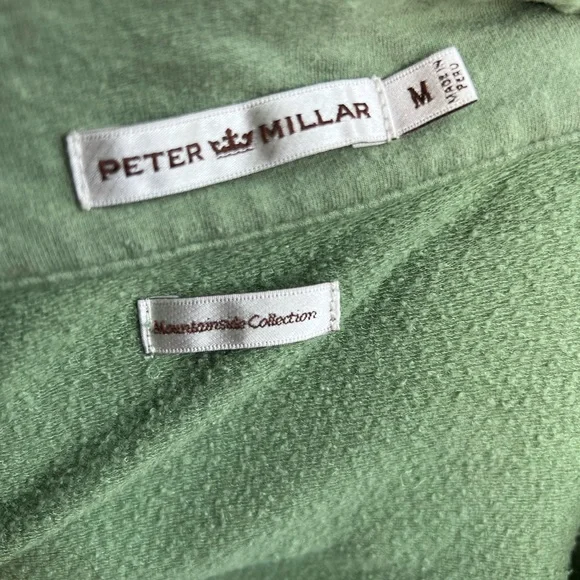 PETER MILLAR
M
MADE IN
PERU
Mountainside Collection